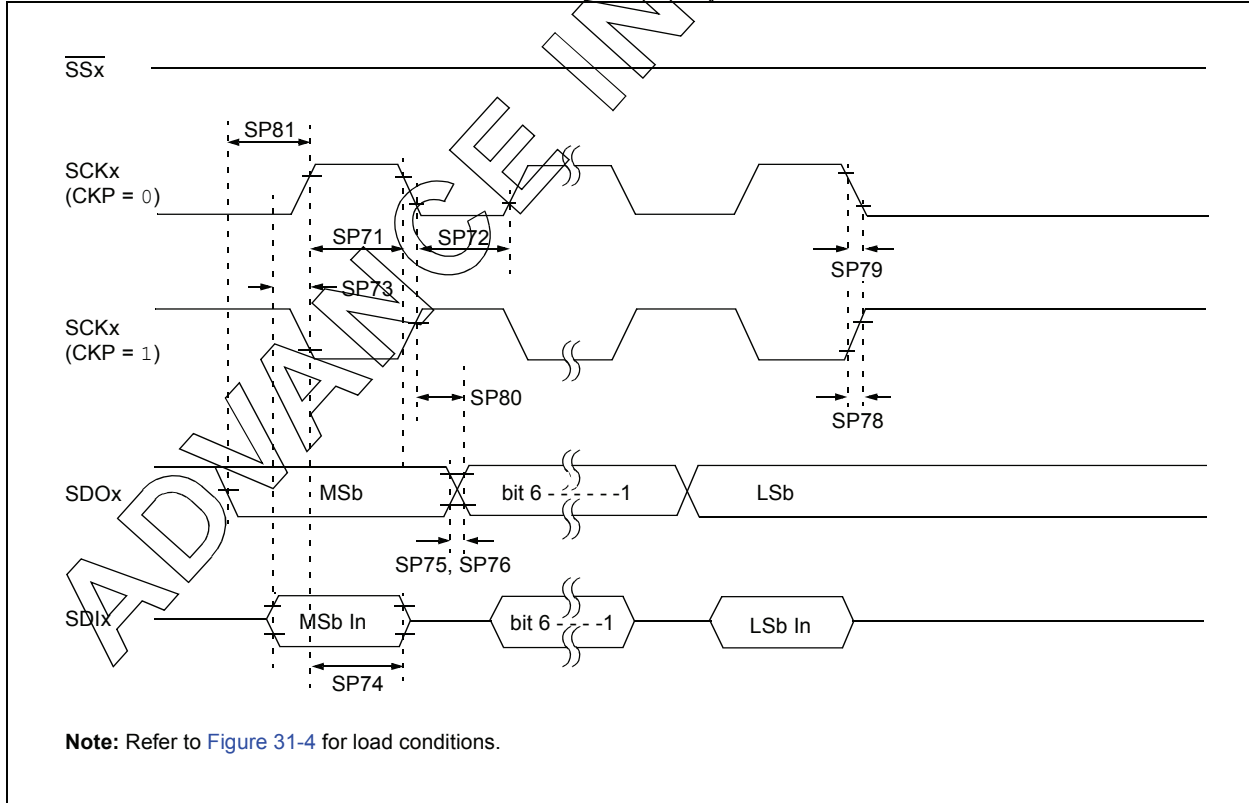 SSx
SP81
SCKx
(CKP = 0)
SP71
SP72
SP79
SP73
SCKx
(CKP = 1)
SP80
SP78
SDOx
MSb
bit 6 - - - - - - -1
LSb
SP75, SP76
SDIx
MSb In
bit 6 - - - - -1
LSb In
SP74
Note: Refer to Figure 31-4 for load conditions.
ADVANCE IN